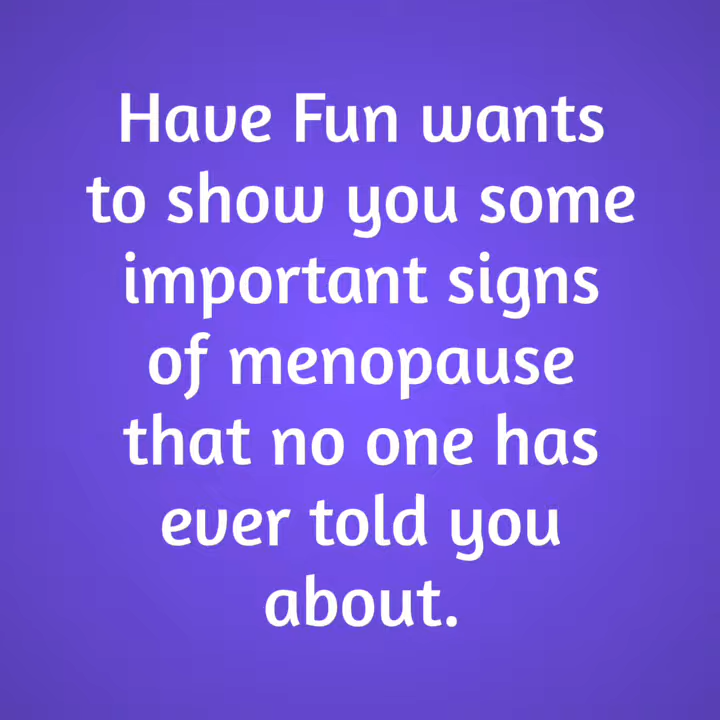 Have Fun wants
to show you some
important signs
of menopause
that no one has
ever told you
about.